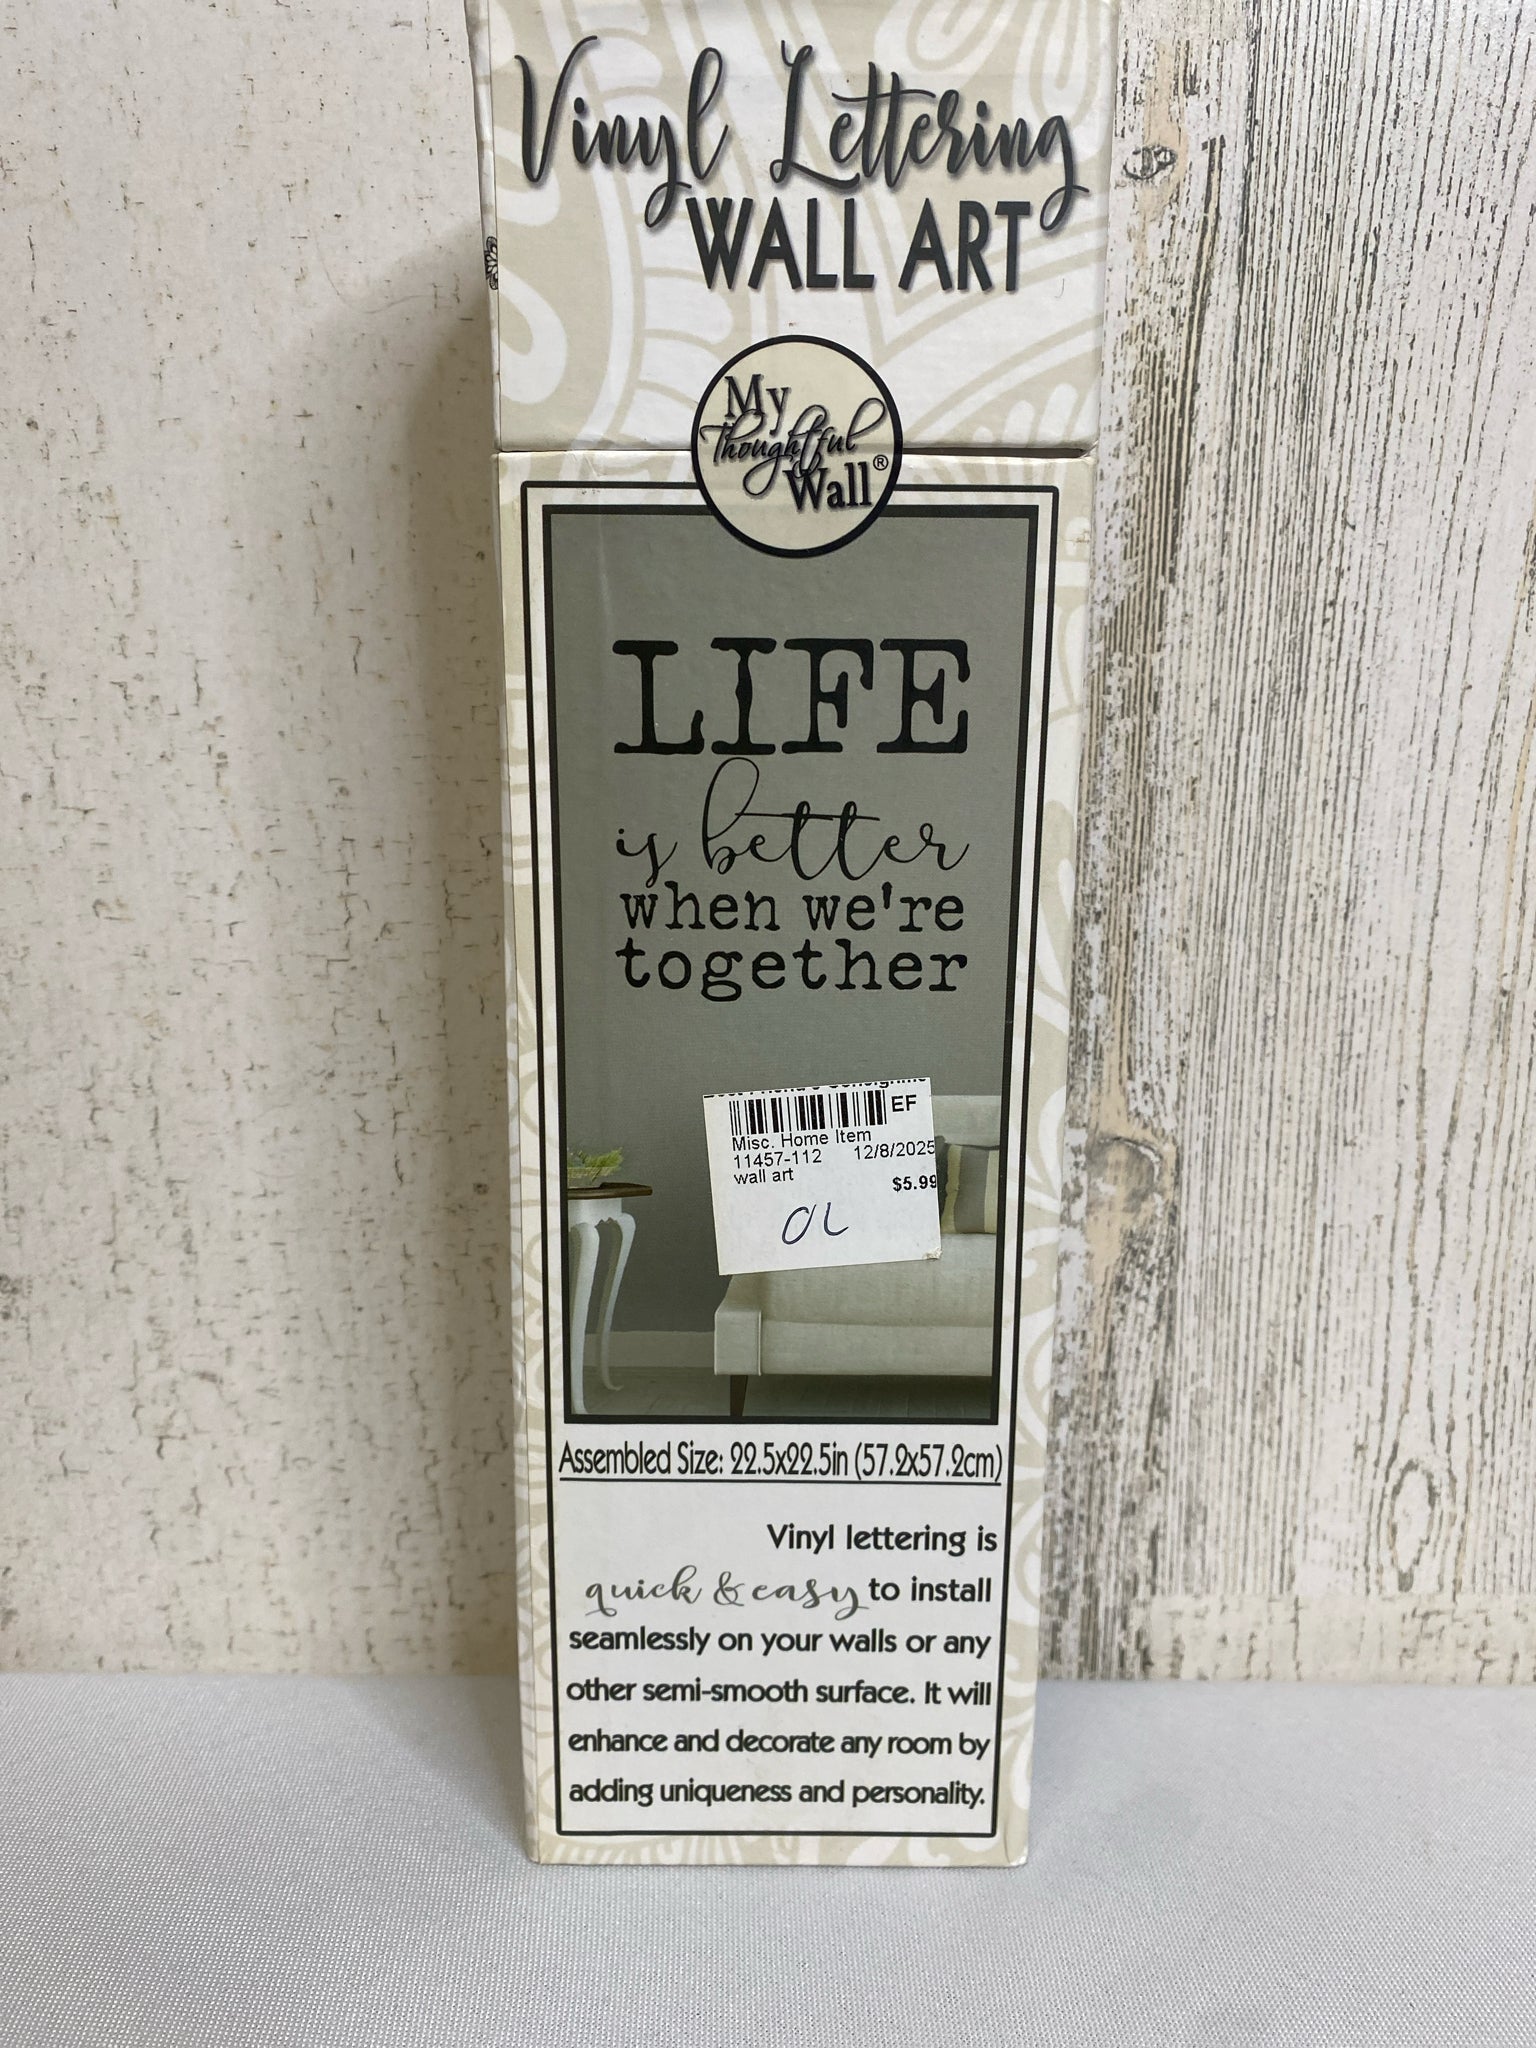 Vinyl Lettering
WALL ART
My
Thoughtful
Wall®
LIFE
is better
when we're
together
EF
Misc. Home Item
11457-112 12/8/2025
wall art
$5.99
OL
Assembled Size: 22.5x22.5in (57.2x57.2cm)
Vinyl lettering is
quick & easy to install
seamlessly on your walls or any
other semi-smooth surface. It will
enhance and decorate any room by
adding uniqueness and personality.